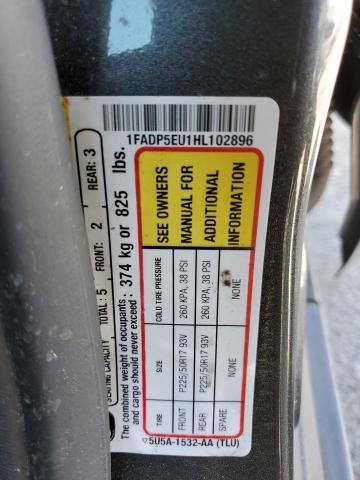 SEATING CAPACITY TOTAL: 5 FRONT: 2 REAR: 3
The combined weight of occupants
and cargo should never exceed: 374 kg or 825 lbs.
TIRE SIZE COLD TIRE PRESSURE
FRONT P225/50R17 93V 260 KPA, 38 PSI
REAR P225/50R17 93V 260 KPA, 38 PSI
SPARE NONE NONE
SEE OWNERS
MANUAL FOR
ADDITIONAL
INFORMATION
5U5A-1532-AA (TLU)
1FADP5EU1HL102896